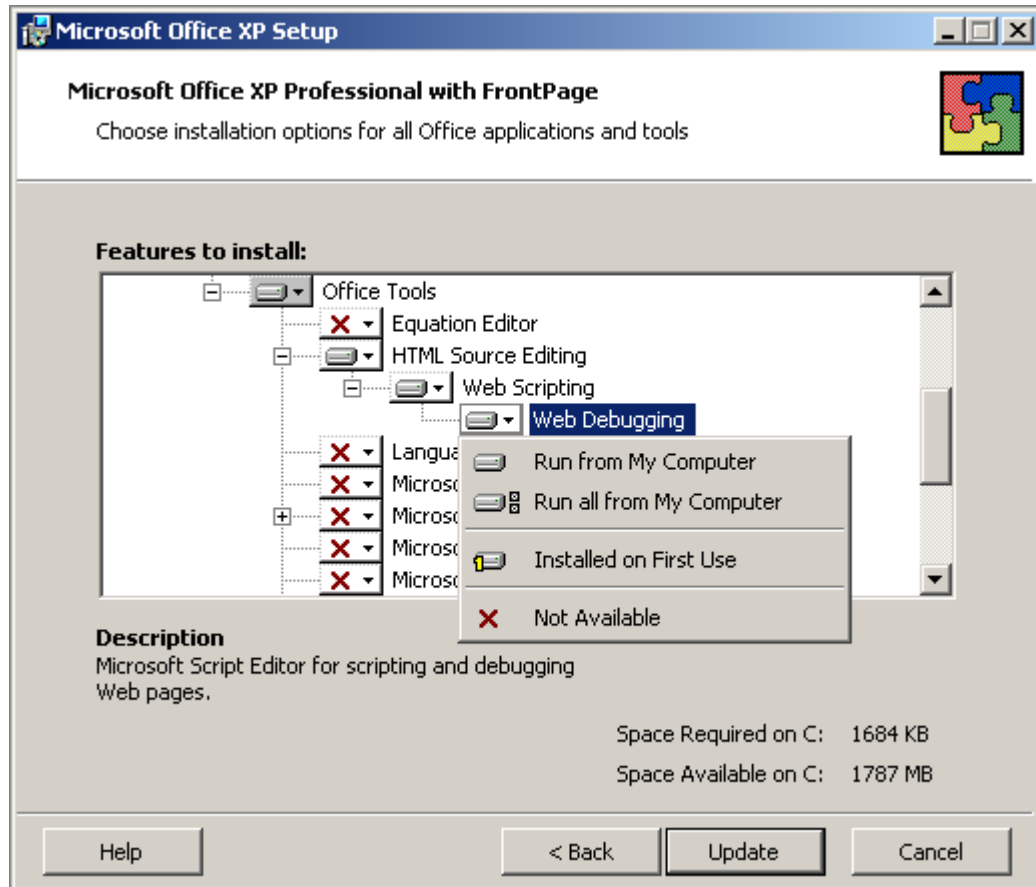 Microsoft Office XP Setup
Microsoft Office XP Professional with FrontPage
Choose installation options for all Office applications and tools
Features to install:
Office Tools
Equation Editor
HTML Source Editing
Web Scripting
Web Debugging
Run from My Computer
Run all from My Computer
Installed on First Use
Not Available
Description
Microsoft Script Editor for scripting and debugging
Web pages.
Space Required on C: 1684 KB
Space Available on C: 1787 MB
Help
< Back
Update
Cancel